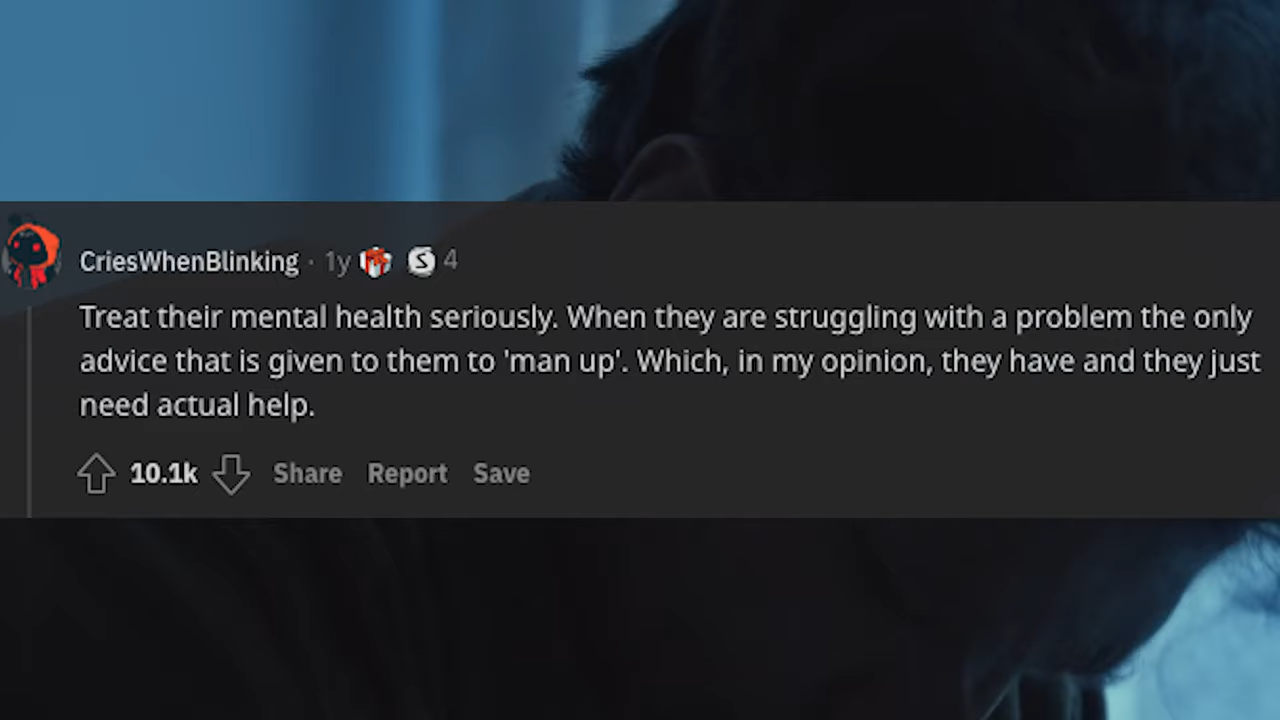 CriesWhenBlinking · 1y S 4
Treat their mental health seriously. When they are struggling with a problem the only
advice that is given to them to 'man up'. Which, in my opinion, they have and they just
need actual help.
10.1k Share Report Save